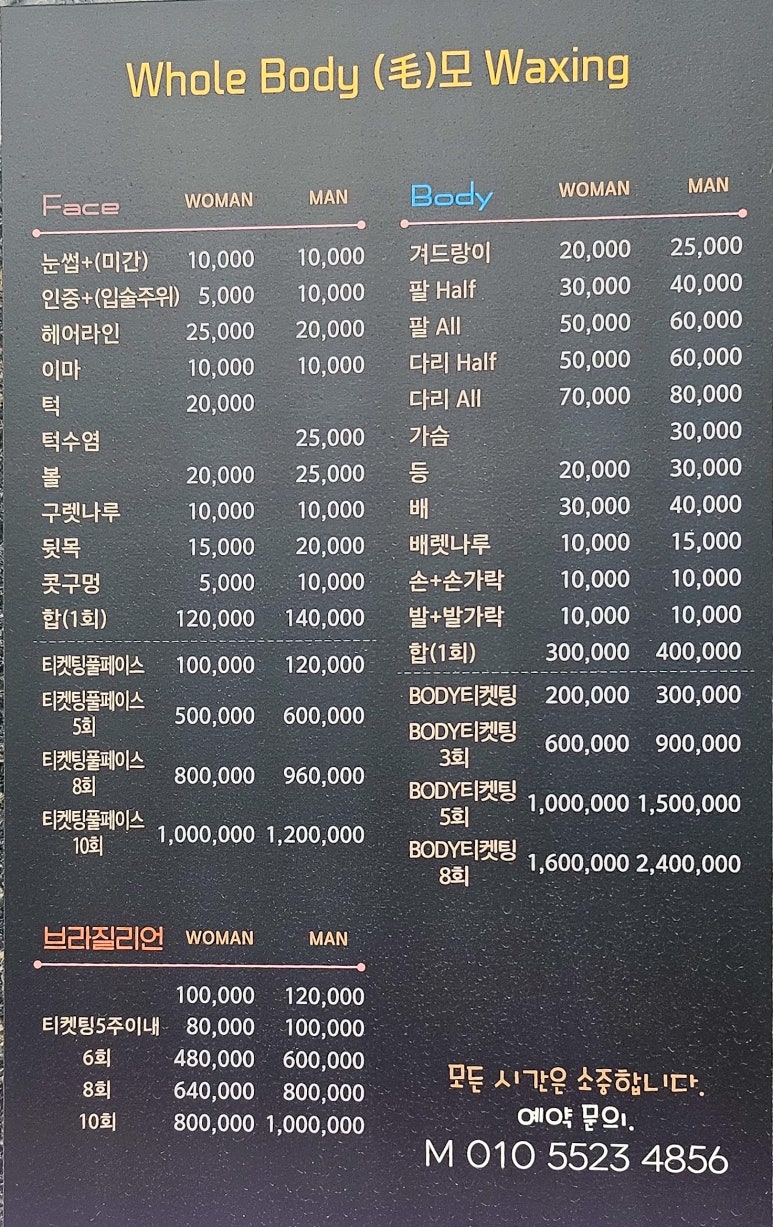 Whole Body (毛)모 Waxing
Face WOMAN MAN
눈썹+(미간) 10,000 10,000
인중+(입술주위) 5,000 10,000
헤어라인 25,000 20,000
이마 10,000 10,000
턱 20,000
턱수염 25,000
볼 20,000 25,000
구렛나루 10,000 10,000
뒷목 15,000 20,000
콧구멍 5,000 10,000
합(1회) 120,000 140,000
티켓팅풀페이스 100,000 120,000
티켓팅풀페이스
5회 500,000 600,000
티켓팅풀페이스
8회 800,000 960,000
티켓팅풀페이스
10회 1,000,000 1,200,000
Body WOMAN MAN
겨드랑이 20,000 25,000
팔 Half 30,000 40,000
팔 All 50,000 60,000
다리 Half 50,000 60,000
다리 All 70,000 80,000
가슴 30,000
등 20,000 30,000
배 30,000 40,000
배렛나루 10,000 15,000
손+손가락 10,000 10,000
발+발가락 10,000 10,000
합(1회) 300,000 400,000
BODY티켓팅 200,000 300,000
BODY티켓팅
3회 600,000 900,000
BODY티켓팅
5회 1,000,000 1,500,000
BODY티켓팅
8회 1,600,000 2,400,000
브라질리언 WOMAN MAN
100,000 120,000
티켓팅5주이내 80,000 100,000
6회 480,000 600,000
8회 640,000 800,000
10회 800,000 1,000,000
모든 시간은 소중합니다.
예약 문의.
M 010 5523 4856